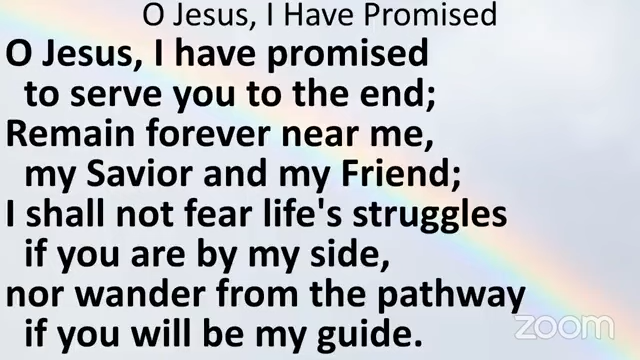 O Jesus, I Have Promised
O Jesus, I have promised
to serve you to the end;
Remain forever near me,
my Savior and my Friend;
I shall not fear life's struggles
if you are by my side,
nor wander from the pathway
if you will be my guide.
zoom